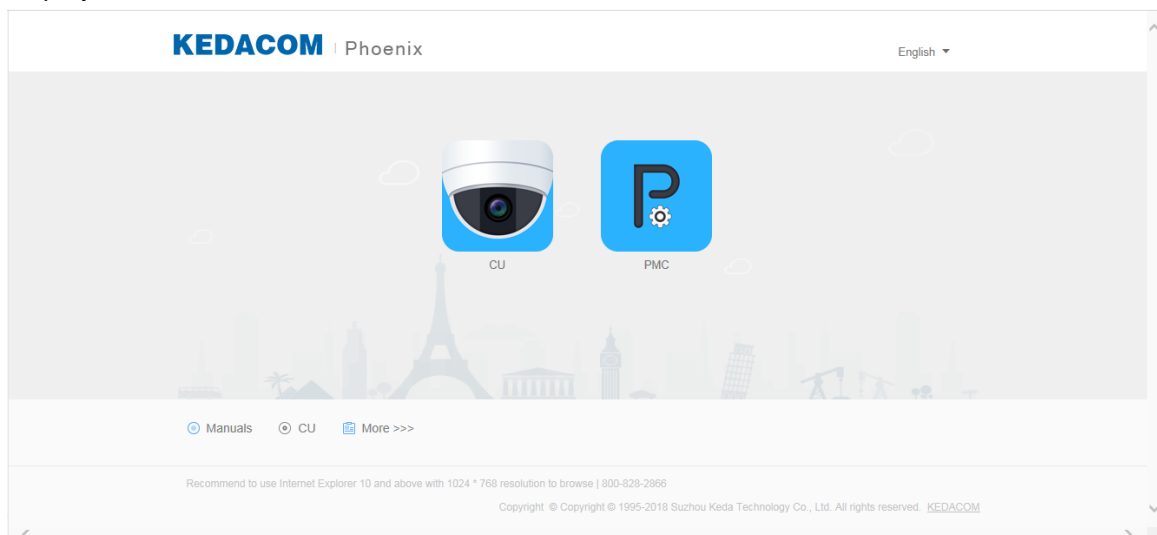 KEDACOM | Phoenix
English
CU
PMC
Manuals CU More >>>
Recommend to use Internet Explorer 10 and above with 1024 * 768 resolution to browse | 800-828-2866
Copyright © Copyright © 1995-2018 Suzhou Keda Technology Co., Ltd. All rights reserved. KEDACOM